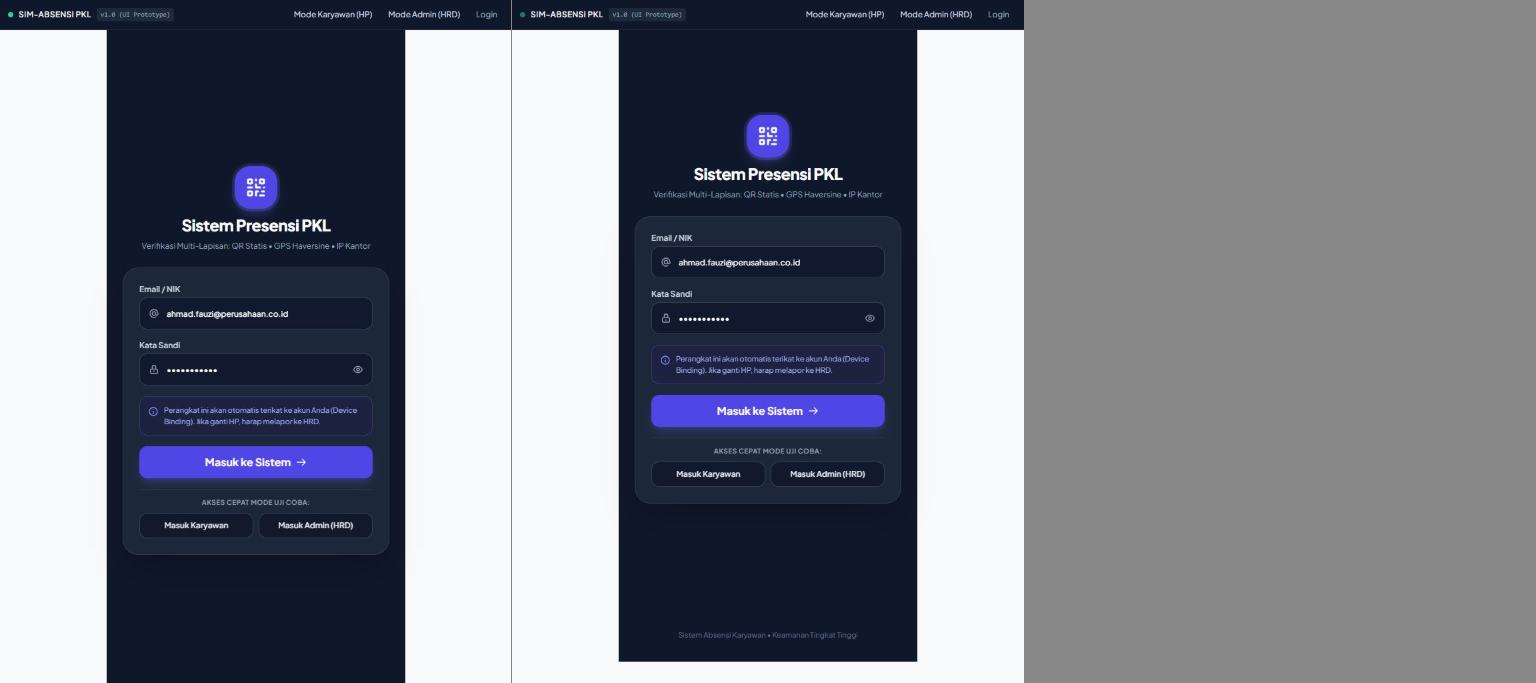 SIM-ABSENSI PKL v1.0 (UI Prototype) Mode Karyawan (HP) Mode Admin (HRD) Login
Sistem Presensi PKL
Verifikasi Multi-Lapisan: QR Statis • GPS Haversine • IP Kantor
Email / NIK
@ ahmad.fauzi@perusahaan.co.id
Kata Sandi
•••••••••••
Perangkat ini akan otomatis terikat ke akun Anda (Device
Binding). Jika ganti HP, harap melapor ke HRD.
Masuk ke Sistem →
AKSES CEPAT MODE UJI COBA:
Masuk Karyawan Masuk Admin (HRD)
SIM-ABSENSI PKL v1.0 (UI Prototype) Mode Karyawan (HP) Mode Admin (HRD) Login
Sistem Presensi PKL
Verifikasi Multi-Lapisan: QR Statis • GPS Haversine • IP Kantor
Email / NIK
@ ahmad.fauzi@perusahaan.co.id
Kata Sandi
•••••••••••
Perangkat ini akan otomatis terikat ke akun Anda (Device
Binding). Jika ganti HP, harap melapor ke HRD.
Masuk ke Sistem →
AKSES CEPAT MODE UJI COBA:
Masuk Karyawan Masuk Admin (HRD)
Sistem Absensi Karyawan • Keamanan Tingkat Tinggi